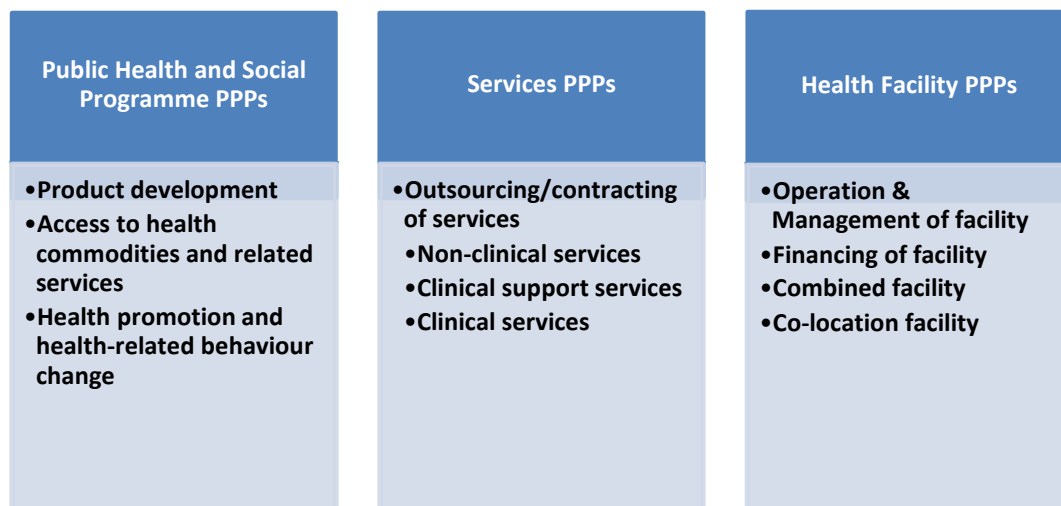 Public Health and Social
Programme PPPs
•Product development
•Access to health
commodities and related
services
•Health promotion and
health-related behaviour
change
Services PPPs
•Outsourcing/contracting
of services
•Non-clinical services
•Clinical support services
•Clinical services
Health Facility PPPs
•Operation &
Management of facility
•Financing of facility
•Combined facility
•Co-location facility